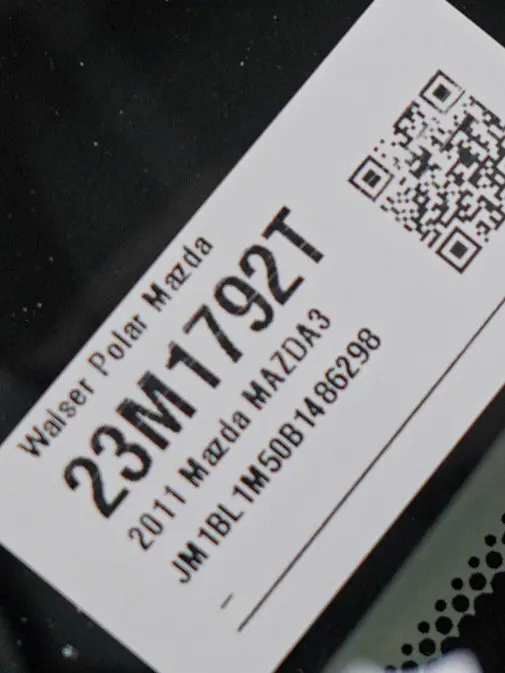 Walser Polar Mazda
23M1792T
2011 Mazda MAZDA3
JM1BL1M50B1486298